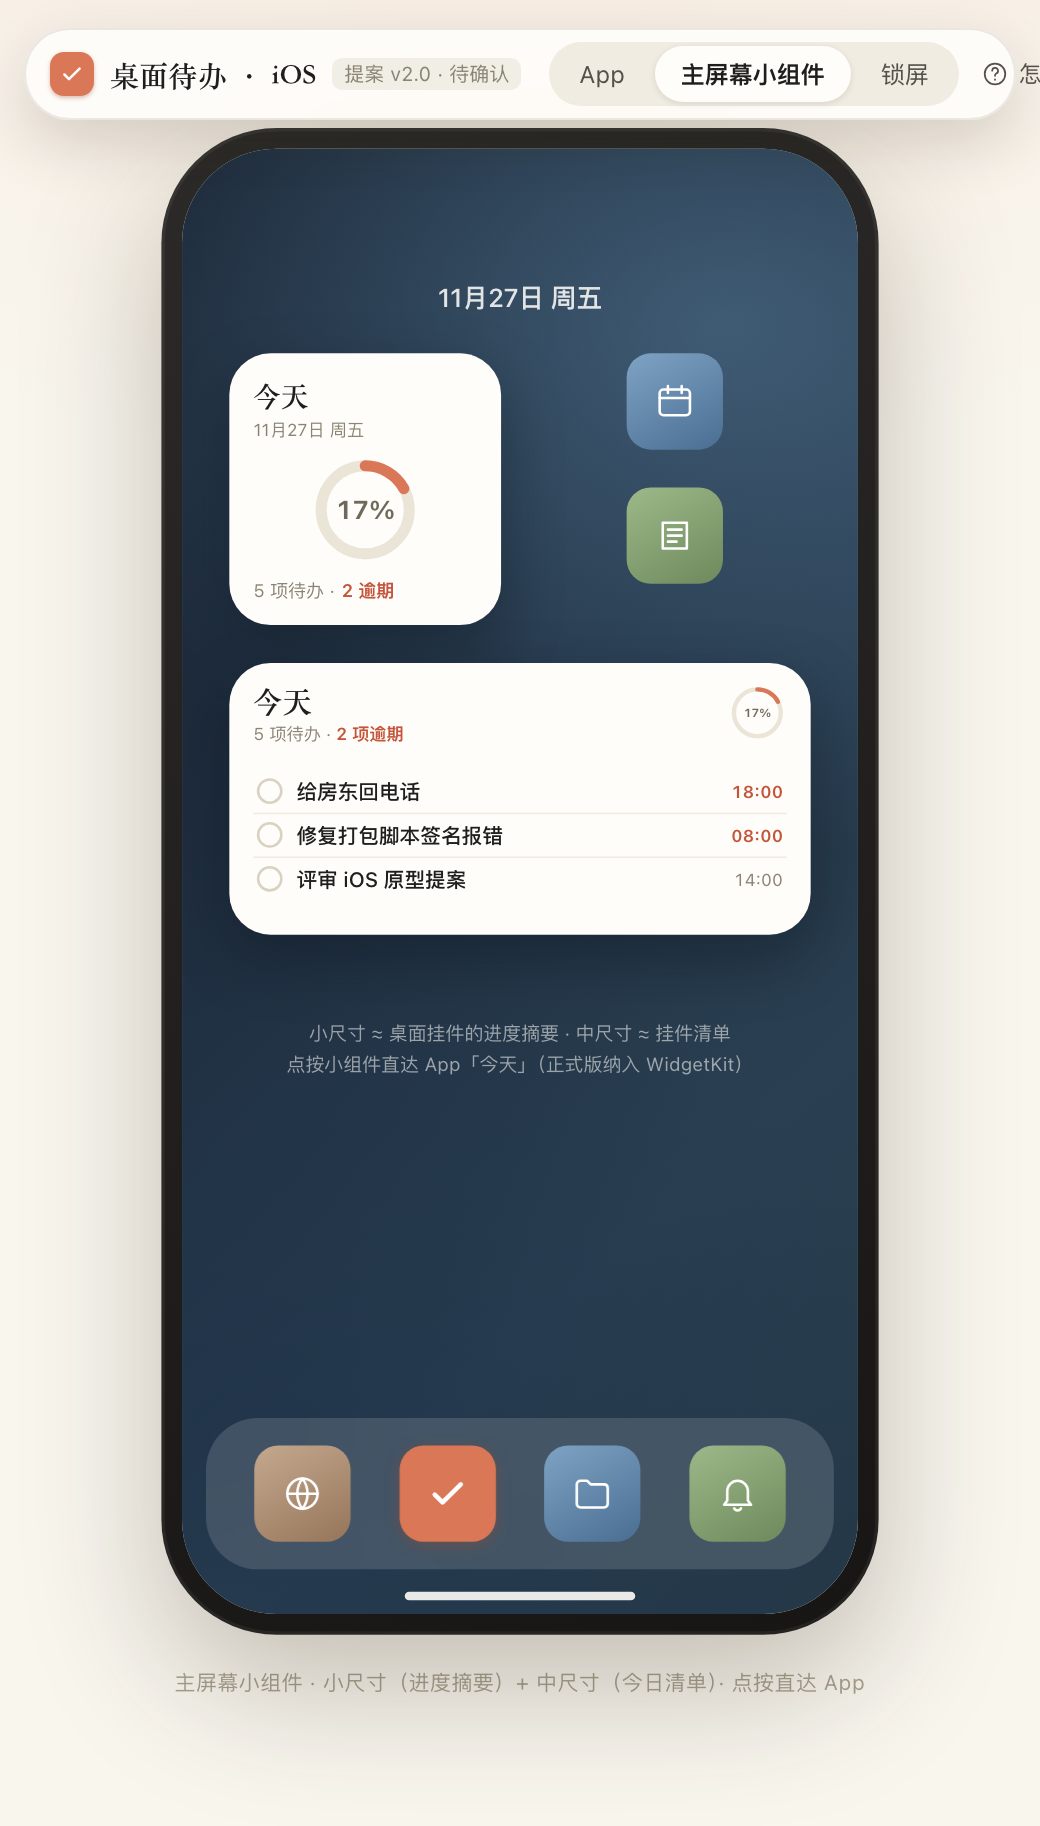 桌面待办 · iOS
提案 v2.0 · 待确认
App
主屏幕小组件
锁屏
怎
11月27日 周五
今天
11月27日 周五
17%
5 项待办 · 2 逾期
今天
5 项待办 · 2 项逾期
17%
给房东回电话 18:00
修复打包脚本签名报错 08:00
评审 iOS 原型提案 14:00
小尺寸 ≈ 桌面挂件的进度摘要 · 中尺寸 ≈ 挂件清单
点按小组件直达 App「今天」（正式版纳入 WidgetKit）
主屏幕小组件 · 小尺寸（进度摘要）+ 中尺寸（今日清单）· 点按直达 App